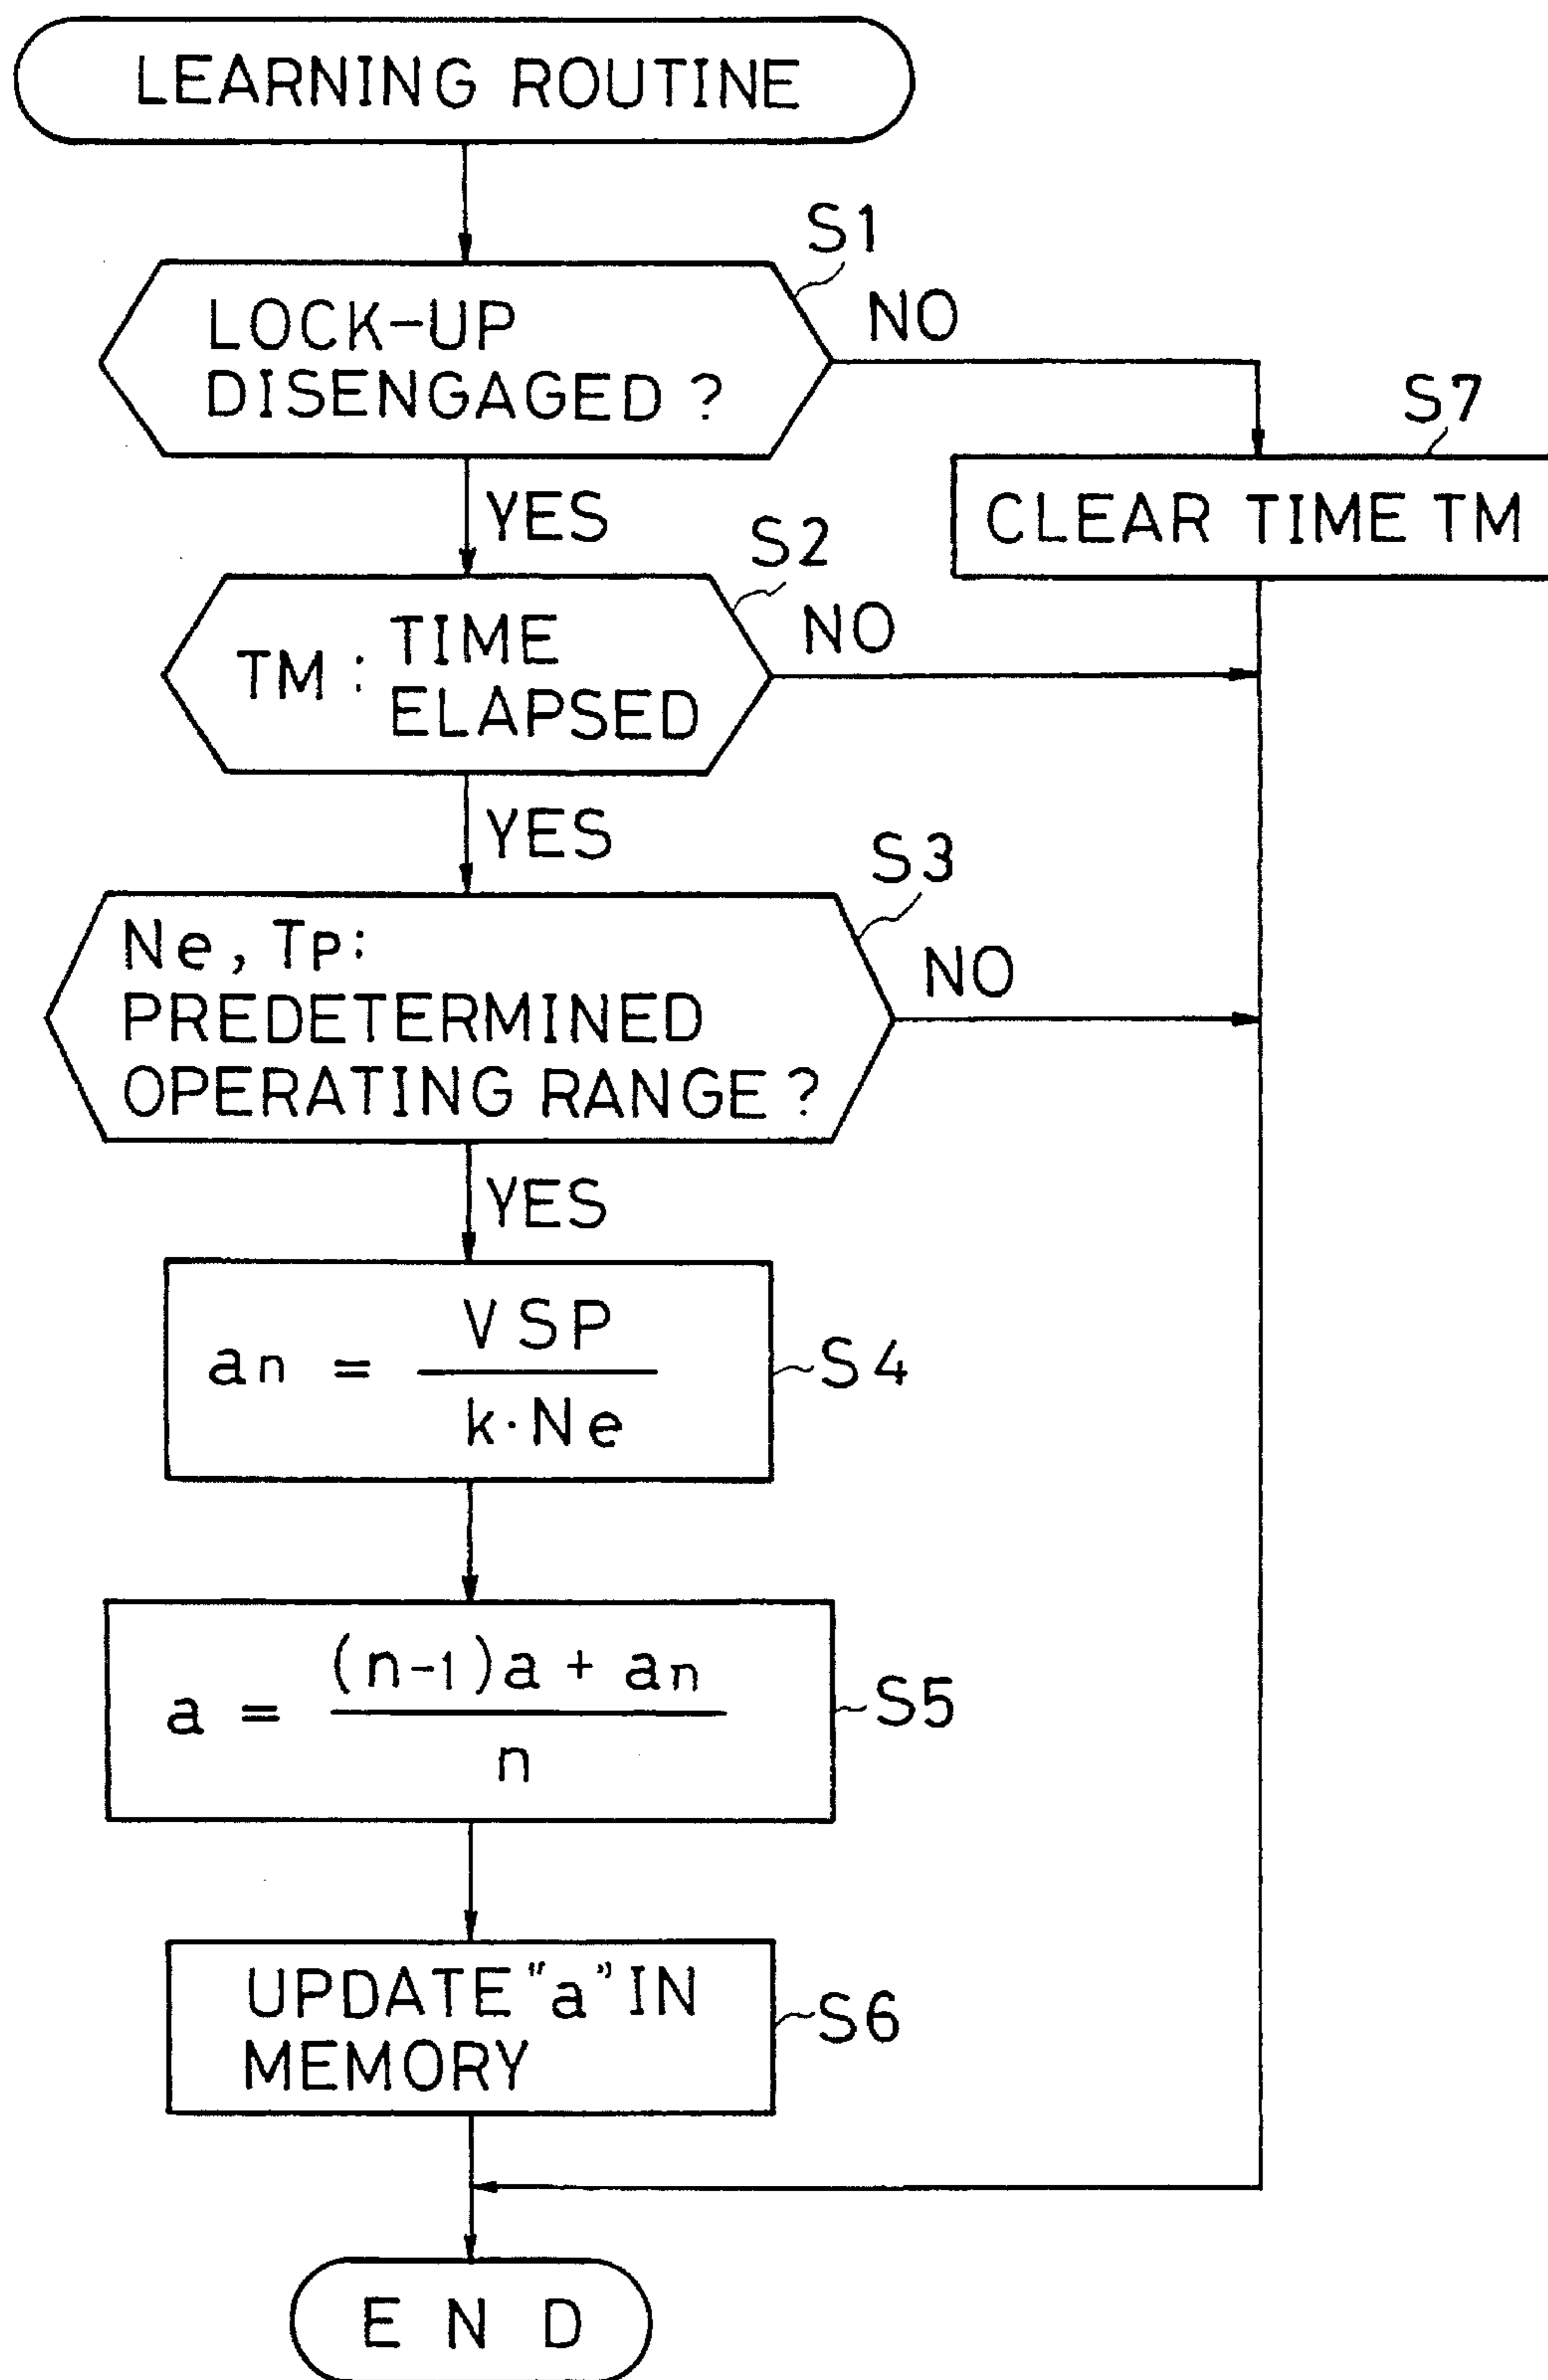 LEARNING ROUTINE
S1
LOCK-UP
DISENGAGED ?
NO
S7
CLEAR TIME TM
YES
S2
TM : TIME
ELAPSED
NO
YES
S3
Ne, Tp:
PREDETERMINED
OPERATING RANGE ?
NO
YES
an = VSP
k·Ne
S4
a = (n-1)a + an
n
S5
UPDATE "a" IN
MEMORY
S6
END